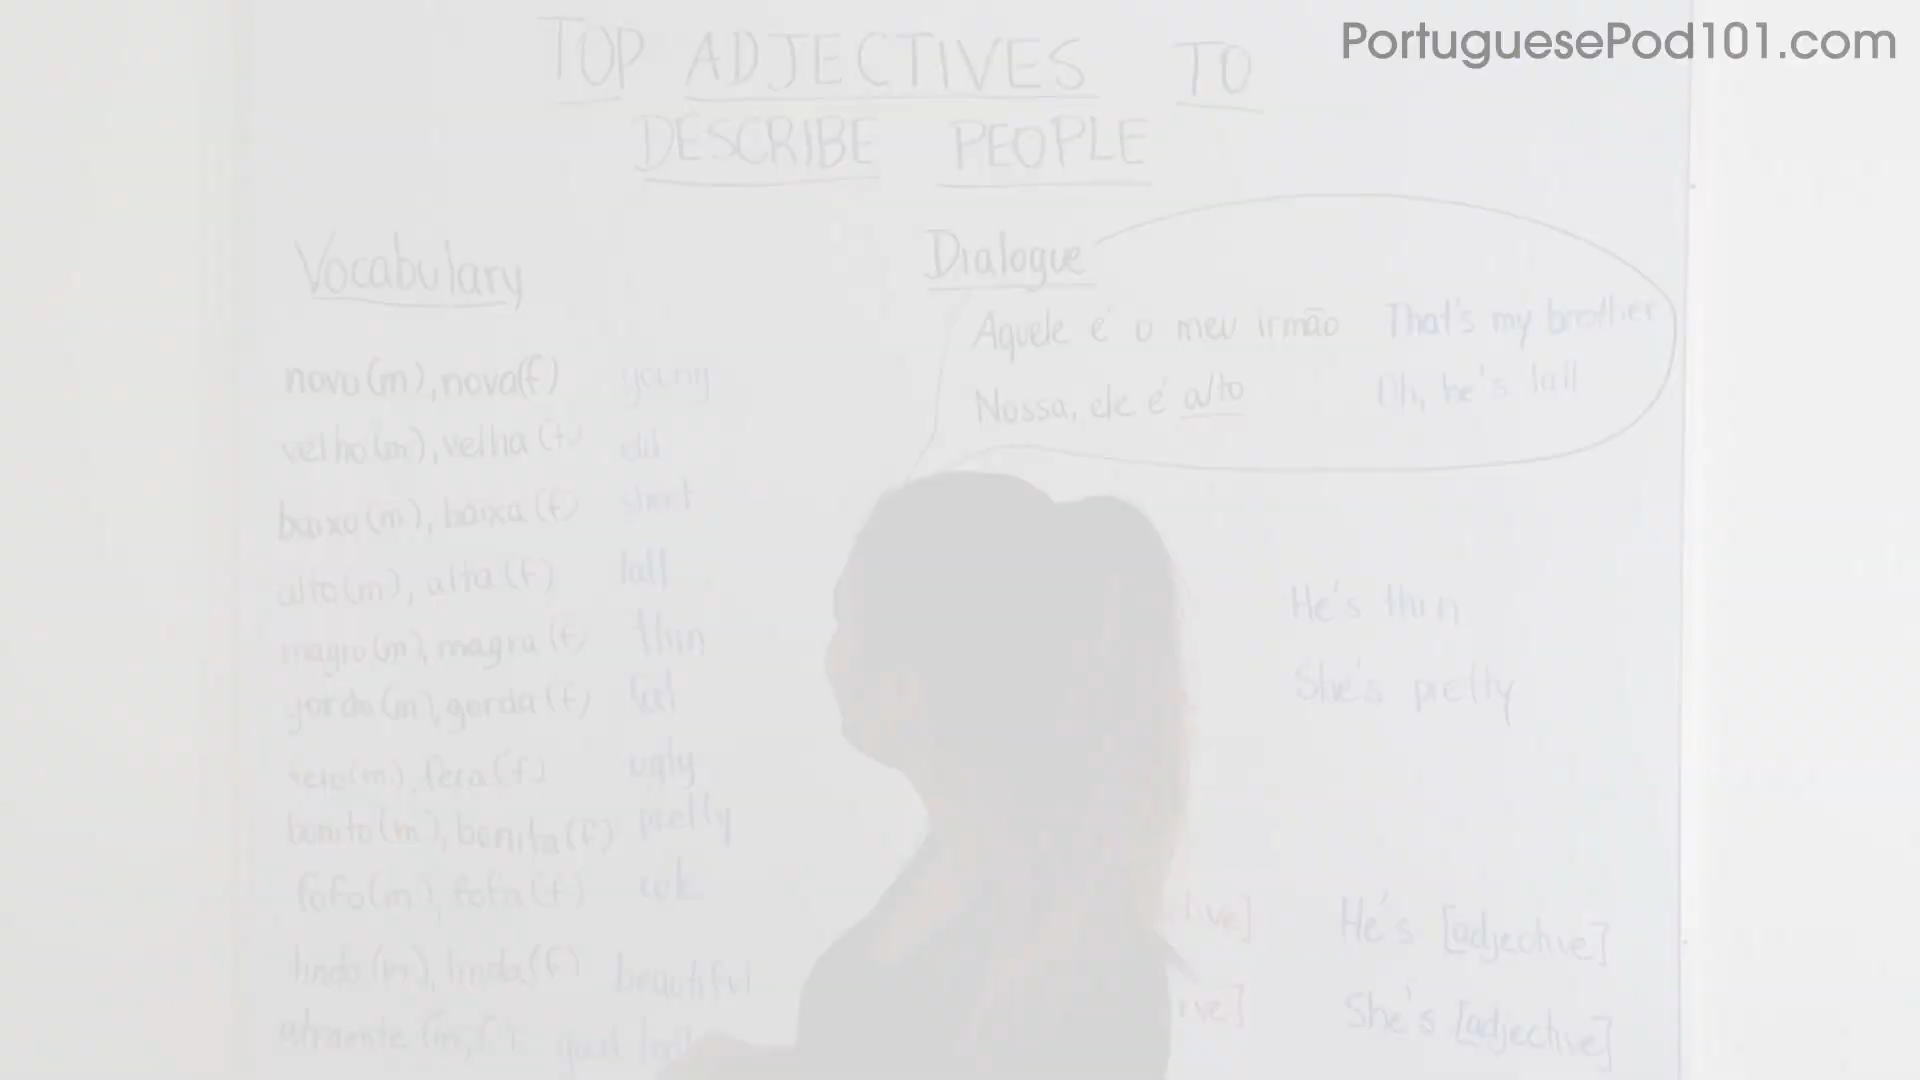 PortuguesePod101.com
TOP ADJECTIVES TO
DESCRIBE PEOPLE
Vocabulary
novo(m), nova(f) young
velho(m), velha(f) old
baixo(m), baixa(f) short
alto(m), alta(f) tall
magro(m), magra(f) thin
gordo(m), gorda(f)
feio(m), feia(f) ugly
bonito(m), bonita(f) pretty
fofo(m), fofa(f) cute
lindo(m), linda(f) beautiful
Dialogue
Aquele é o meu irmão That's my brother
Nossa, ele é alto Oh, he's tall
He's thin
She's pretty
He's [adjective]
She's [adjective]